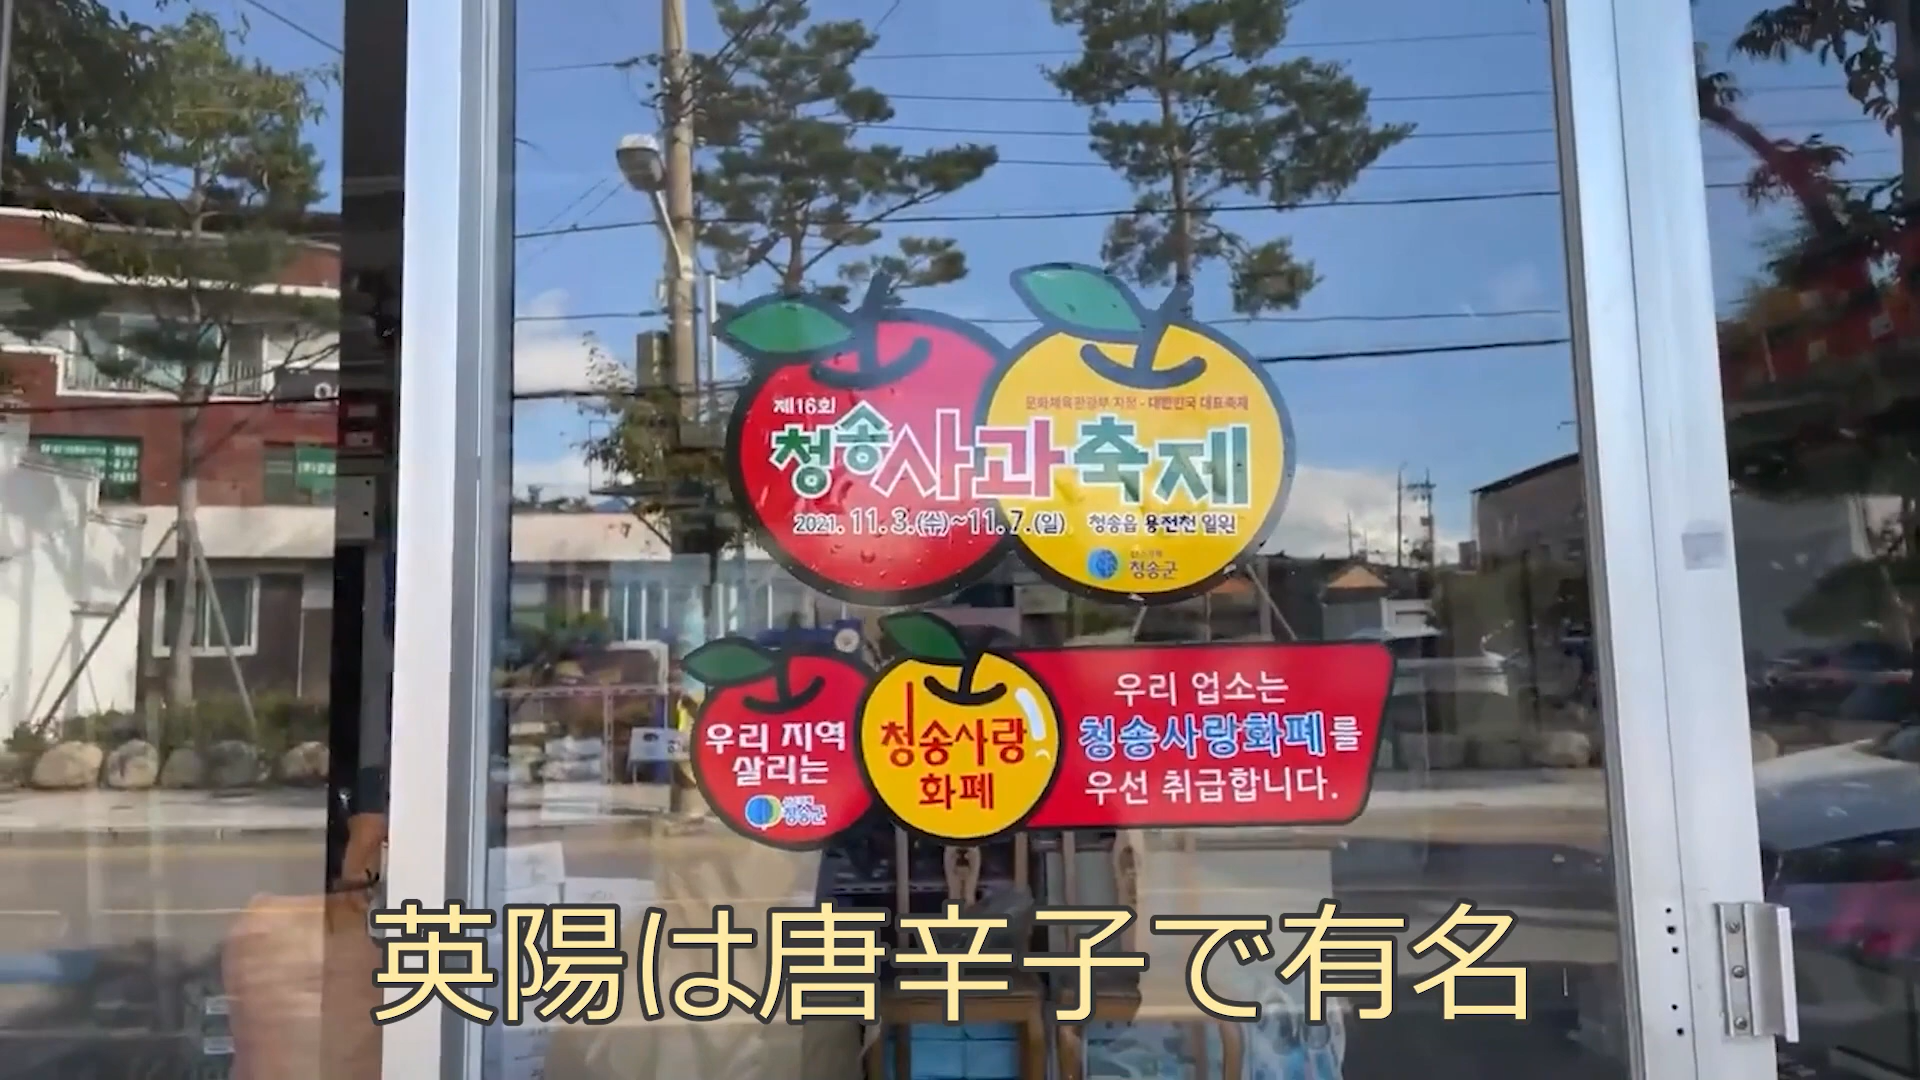 제16회
문화체육관광부 지정 - 대한민국 대표축제
청송사과축제
2021. 11. 3.(수)~11. 7.(일) 청송읍 용전천 일원
청송군
우리 지역
살리는
청송군
청송사랑
화폐
우리 업소는
청송사랑화폐를
우선 취급합니다.
英陽は唐辛子で有名